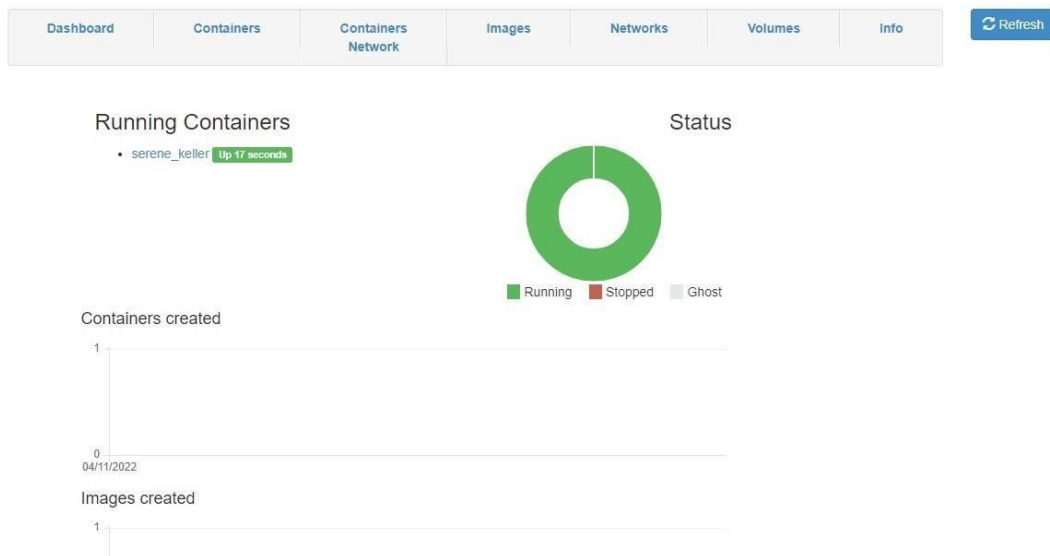 Dashboard
Containers
Containers
Network
Images
Networks
Volumes
Info
Refresh
Running Containers
serene_keller Up 17 seconds
Status
Running
Stopped
Ghost
Containers created
1
0
04/11/2022
Images created
1